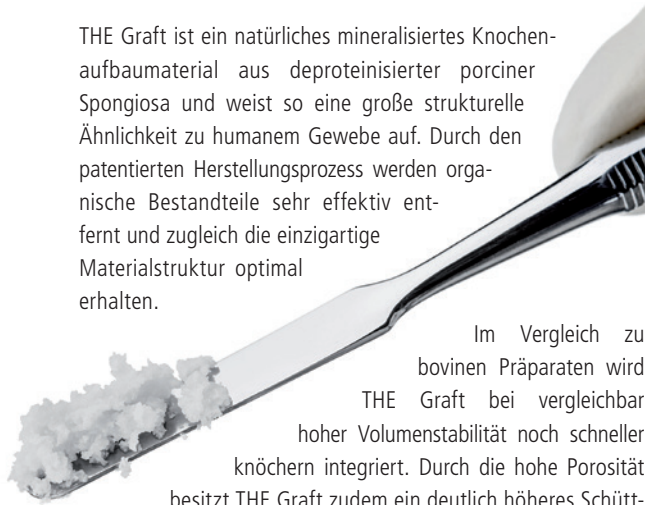 THE Graft ist ein natürliches mineralisiertes Knochen-
aufbaumaterial aus deproteinisierter porciner
Spongiosa und weist so eine große strukturelle
Ähnlichkeit zu humanem Gewebe auf. Durch den
patentierten Herstellungsprozess werden orga-
nische Bestandteile sehr effektiv ent-
fernt und zugleich die einzigartige
Materialstruktur optimal
erhalten.
Im Vergleich zu
bovinen Präparaten wird
THE Graft bei vergleichbar
hoher Volumenstabilität noch schneller
knöchern integriert. Durch die hohe Porosität
besitzt THE Graft zudem ein deutlich höheres Schütt-